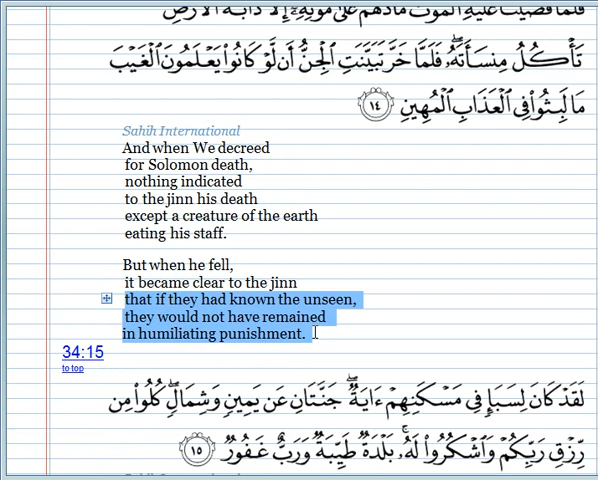 فَلَمَّا قَضَيْنَا عَلَيْهِ ٱلْمَوْتَ مَا دَلَّهُمْ عَلَىٰ مَوْتِهِۦٓ إِلَّا دَآبَّةُ ٱلْأَرْضِ
تَأْكُلُ مِنسَأَتَهُۥ ۖ فَلَمَّا خَرَّ تَبَيَّنَتِ ٱلْجِنُّ أَن لَّوْ كَانُوا۟ يَعْلَمُونَ ٱلْغَيْبَ
مَا لَبِثُوا۟ فِى ٱلْعَذَابِ ٱلْمُهِينِ ١٤
Sahih International
And when We decreed
for Solomon death,
nothing indicated
to the jinn his death
except a creature of the earth
eating his staff.
But when he fell,
it became clear to the jinn
that if they had known the unseen,
they would not have remained
in humiliating punishment.
34:15
to top
لَقَدْ كَانَ لِسَبَإٍ فِى مَسْكَنِهِمْ ءَايَةٌ ۖ جَنَّتَانِ عَن يَمِينٍ وَشِمَالٍ ۖ كُلُوا۟ مِن
رِّزْقِ رَبِّكُمْ وَٱشْكُرُوا۟ لَهُۥ ۚ بَلْدَةٌ طَيِّبَةٌ وَرَبٌّ غَفُورٌ ١٥